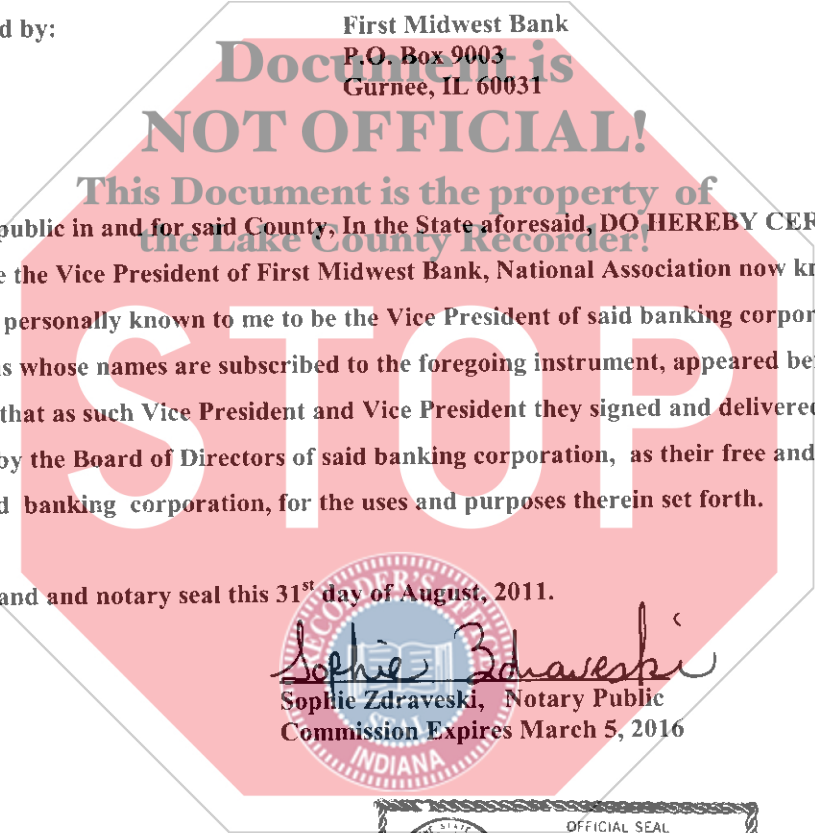 d by:
First Midwest Bank
P.O. Box 9003
Gurnee, IL 60031
Document is
NOT OFFICIAL!
This Document is the property of
the Lake County Recorder!
public in and for said County, In the State aforesaid, DO HEREBY CER
e the Vice President of First Midwest Bank, National Association now kn
personally known to me to be the Vice President of said banking corpor
s whose names are subscribed to the foregoing instrument, appeared be
that as such Vice President and Vice President they signed and delivered
by the Board of Directors of said banking corporation, as their free and
d banking corporation, for the uses and purposes therein set forth.
STOP
and and notary seal this 31st day of August, 2011.
RECORDER'S OFFICE
SEAL
INDIANA
Sophie Zdraveski
Sophie Zdraveski, Notary Public
Commission Expires March 5, 2016
OFFICIAL SEAL